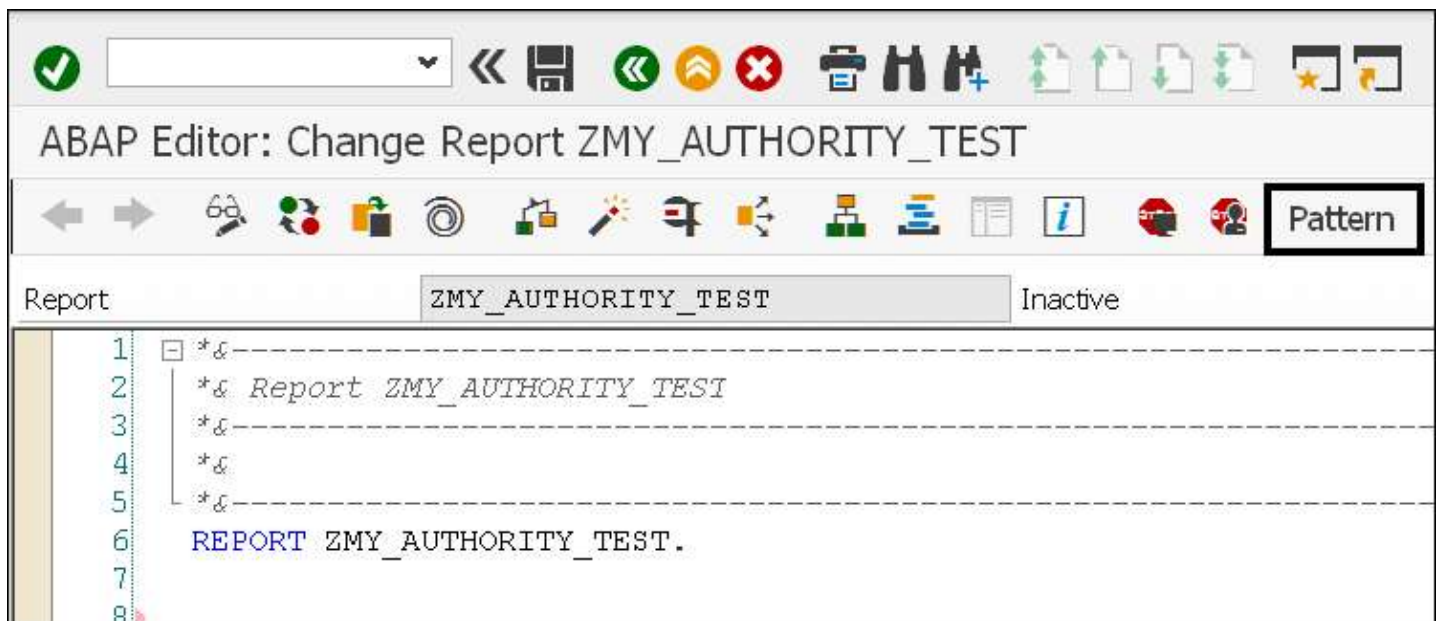 ABAP Editor: Change Report ZMY_AUTHORITY_TEST
Pattern
Report ZMY_AUTHORITY_TEST Inactive
1 *&---------------------------------------------------------------
2 *& Report ZMY_AUTHORITY_TEST
3 *&---------------------------------------------------------------
4 *&
5 *&---------------------------------------------------------------
6 REPORT ZMY_AUTHORITY_TEST.
7
8